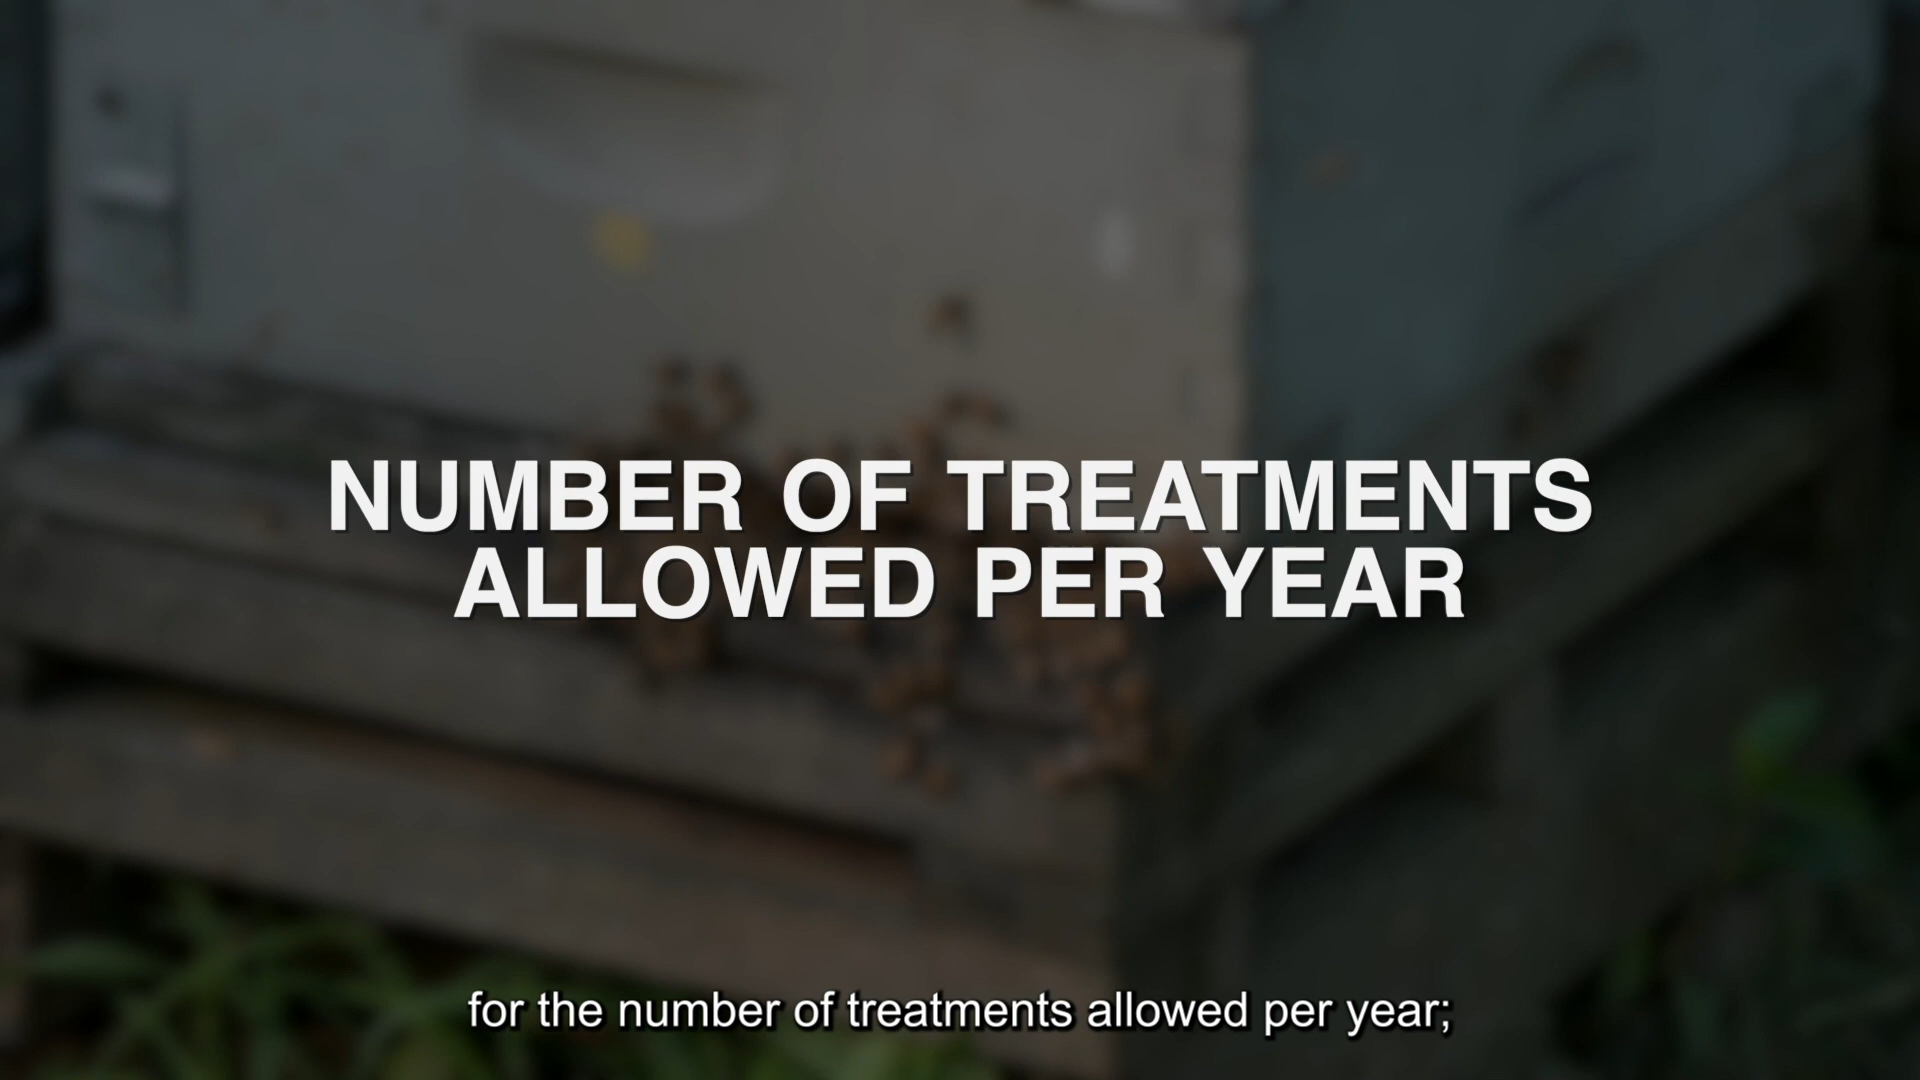 NUMBER OF TREATMENTS
ALLOWED PER YEAR
for the number of treatments allowed per year;